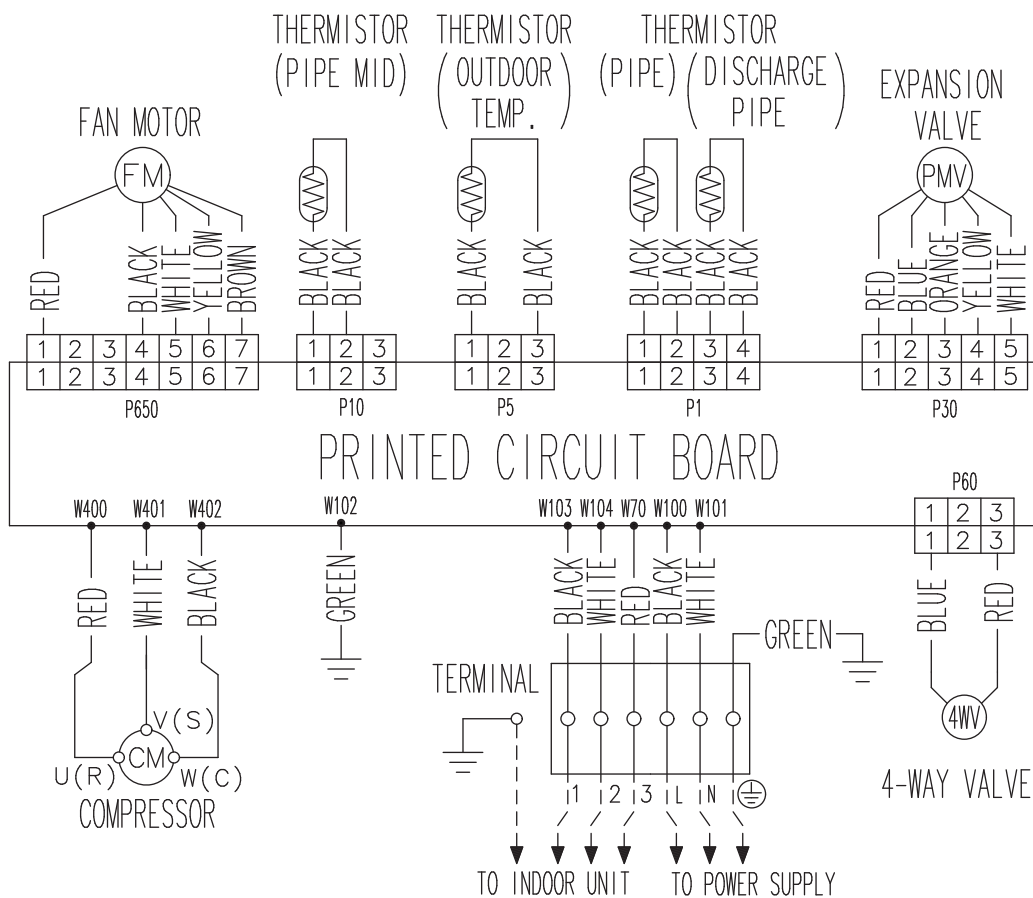 THERMISTOR
(PIPE MID)
THERMISTOR
(OUTDOOR
TEMP.)
THERMISTOR
(PIPE) (DISCHARGE
PIPE)
EXPANSION
VALVE
FAN MOTOR
FM
PMV
RED BLACK WHITE YELLOW BROWN
BLACK BLACK
BLACK BLACK
BLACK BLACK BLACK BLACK
RED BLUE ORANGE YELLOW WHITE
1 2 3 4 5 6 7
1 2 3 4 5 6 7
P650
1 2 3
1 2 3
P10
1 2 3
1 2 3
P5
1 2 3 4
1 2 3 4
P1
1 2 3 4 5
1 2 3 4 5
P30
PRINTED CIRCUIT BOARD
W400 W401 W402
W102
W103 W104 W70 W100 W101
P60
1 2 3
1 2 3
RED WHITE BLACK
GREEN
BLACK WHITE RED BLACK WHITE
GREEN
BLUE RED
TERMINAL
4WV
V(S)
CM
U(R) W(C)
COMPRESSOR
1 2 3 L N
4-WAY VALVE
TO INDOOR UNIT TO POWER SUPPLY